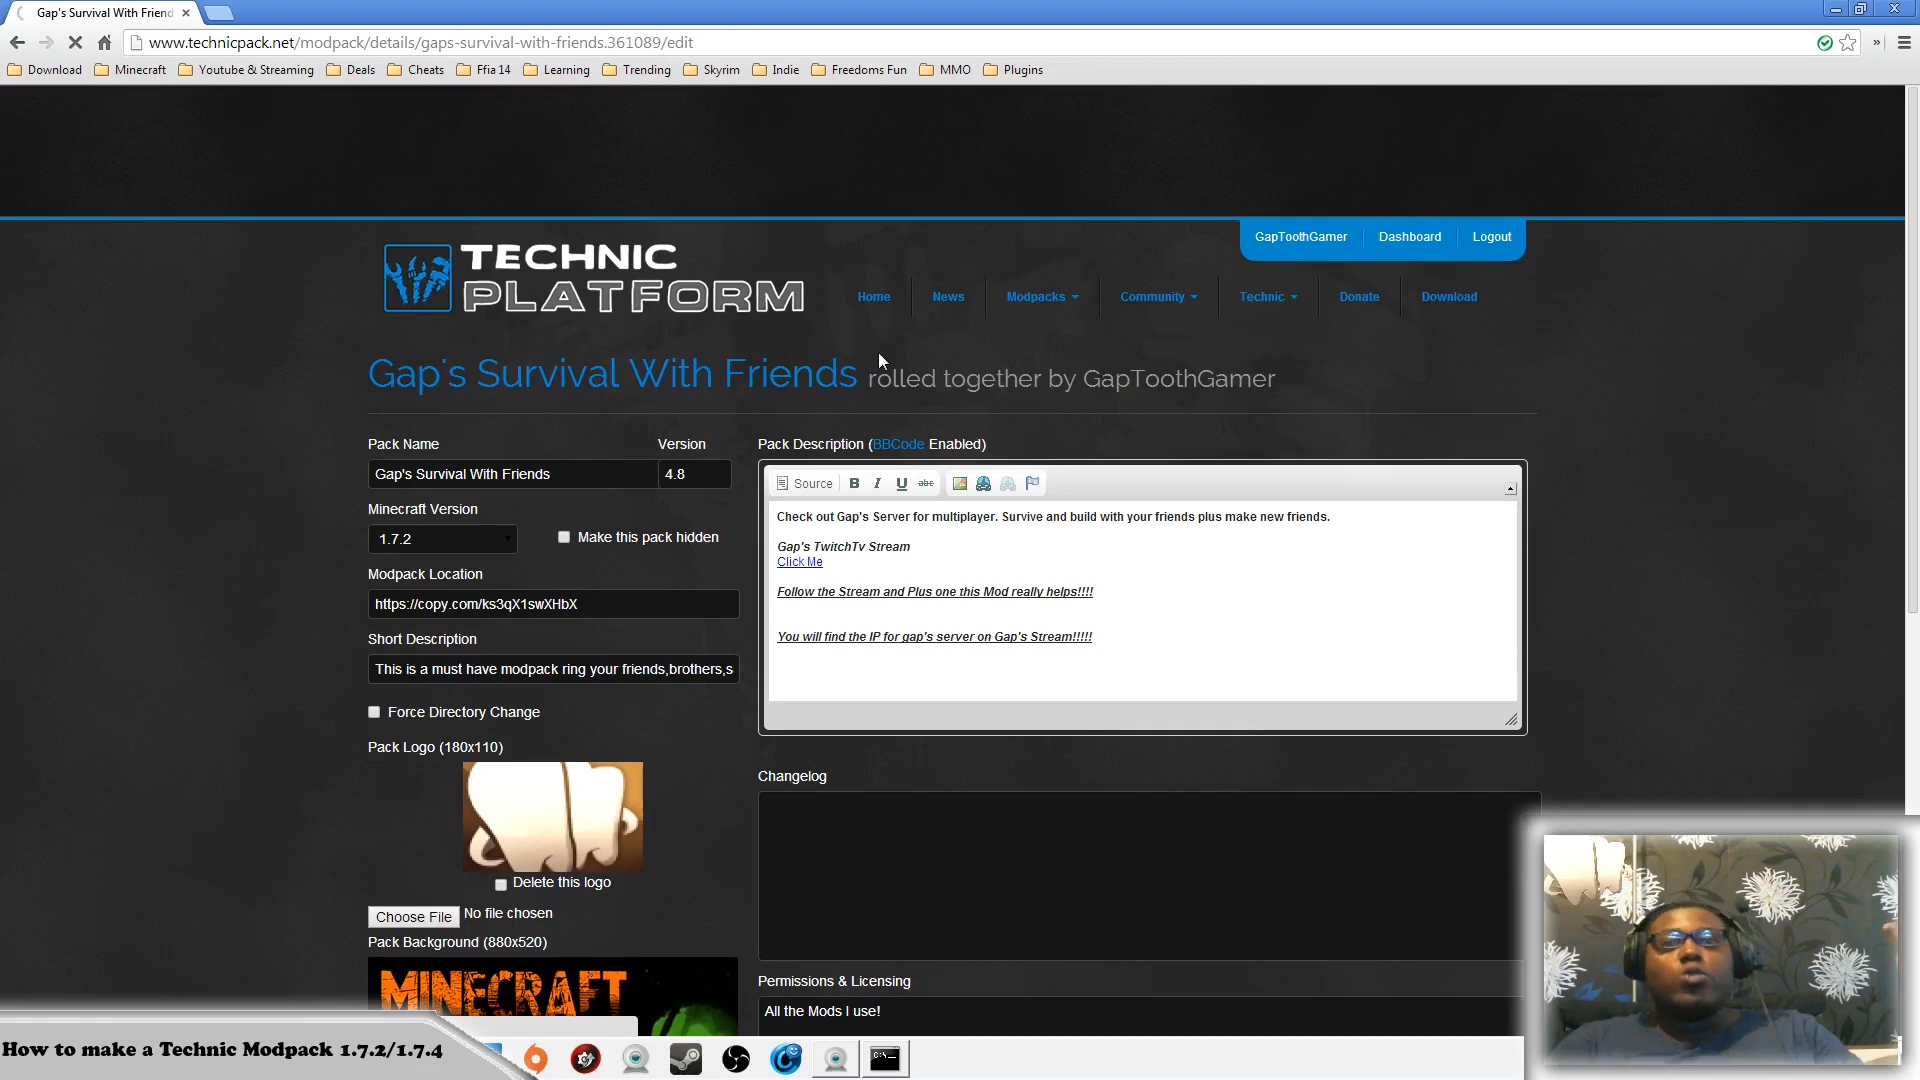 Gap's Survival With Friend
www.technicpack.net/modpack/details/gaps-survival-with-friends.361089/edit
Download Minecraft Youtube & Streaming Deals Cheats Ffia 14 Learning Trending Skyrim Indie Freedoms Fun MMO Plugins
GapToothGamer Dashboard Logout
TECHNIC
PLATFORM
Home News Modpacks Community Technic Donate Download
Gap's Survival With Friends rolled together by GapToothGamer
Pack Name Version
Gap's Survival With Friends 4.8
Minecraft Version
1.7.2 Make this pack hidden
Modpack Location
https://copy.com/ks3qX1swXHbX
Short Description
This is a must have modpack ring your friends,brothers,s
Force Directory Change
Pack Logo (180x110)
Delete this logo
Choose File No file chosen
Pack Background (880x520)
MINECRAFT
Pack Description (BBCode Enabled)
Source B I U abc
Check out Gap's Server for multiplayer. Survive and build with your friends plus make new friends.
Gap's TwitchTv Stream
Click Me
Follow the Stream and Plus one this Mod really helps!!!!
You will find the IP for gap's server on Gap's Stream!!!!!
Changelog
Permissions & Licensing
All the Mods I use!
How to make a Technic Modpack 1.7.2/1.7.4